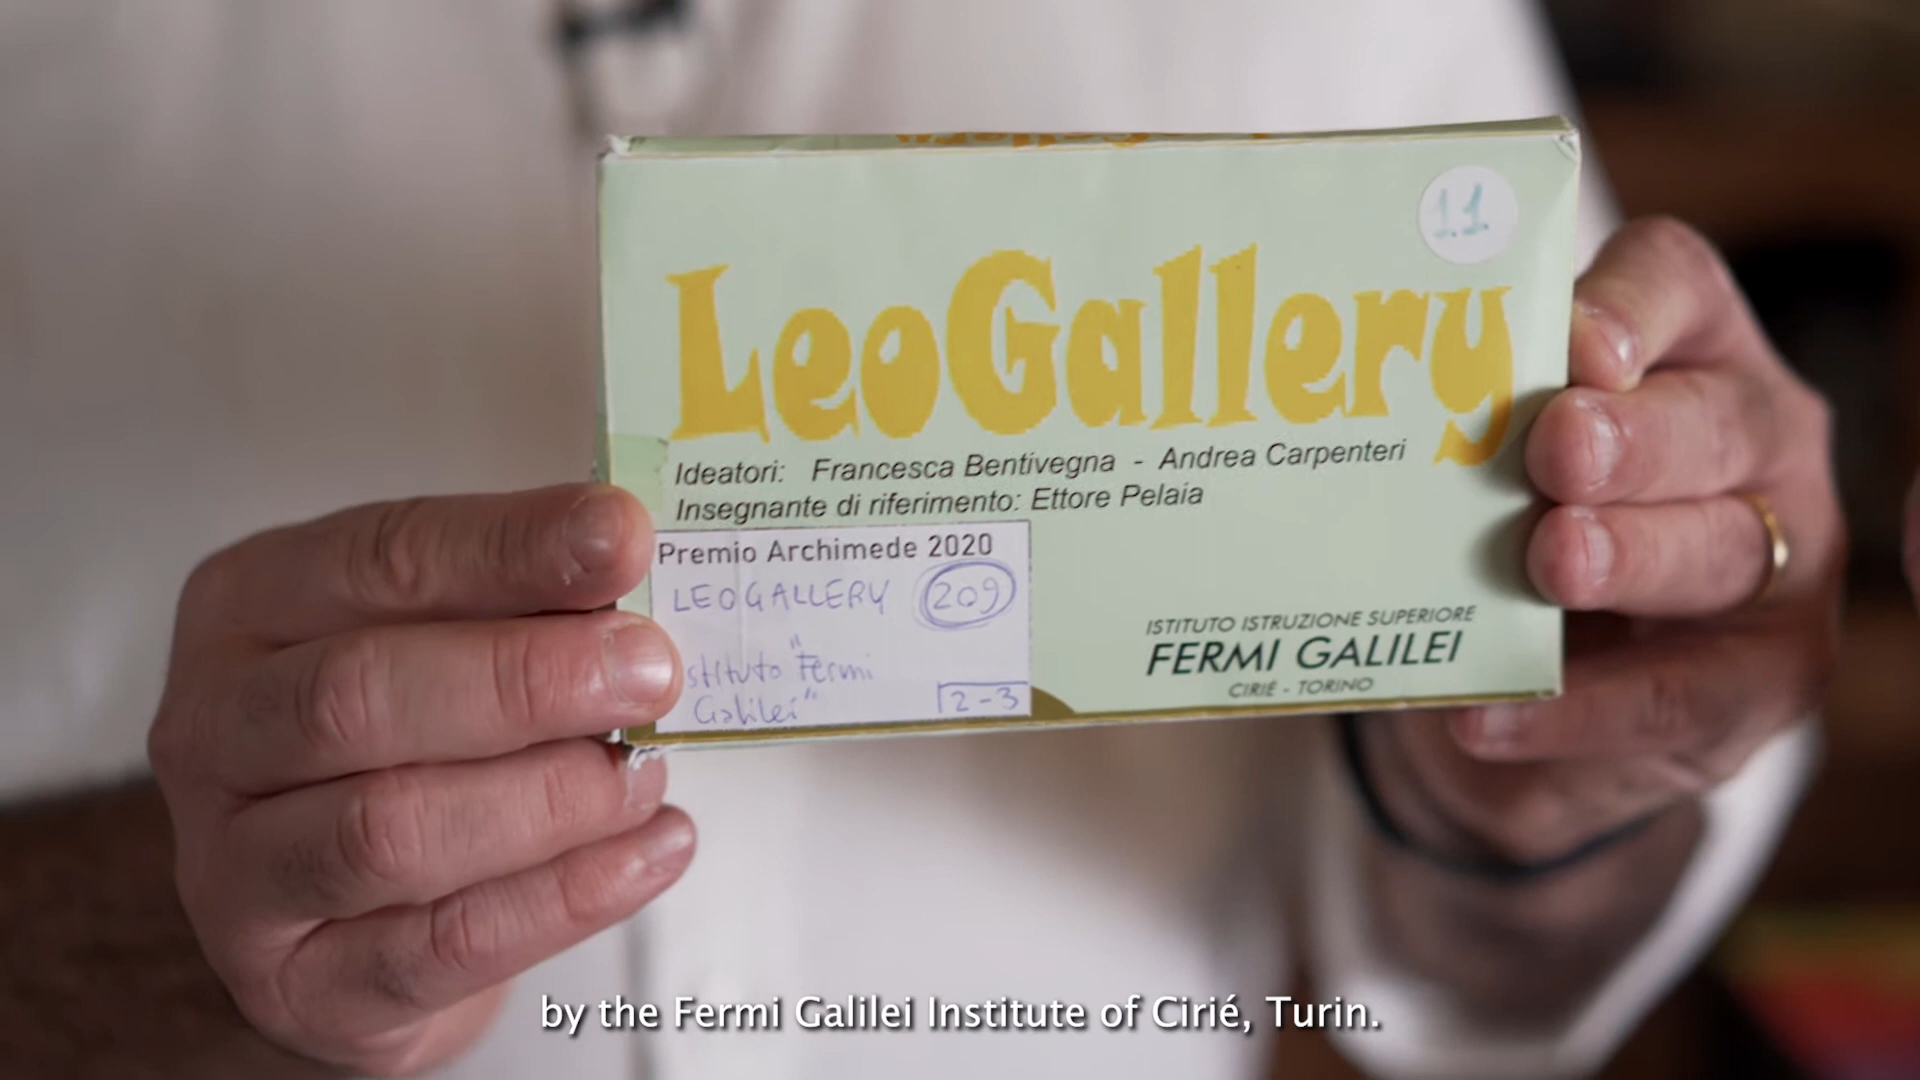 1.1
LeoGallery
Ideatori: Francesca Bentivegna - Andrea Carpenteri
Insegnante di riferimento: Ettore Pelaia
Premio Archimede 2020
LEOGALLERY 209
stituto "Fermi
Galilei" 2-3
ISTITUTO ISTRUZIONE SUPERIORE
FERMI GALILEI
CIRIÉ - TORINO
by the Fermi Galilei Institute of Cirié, Turin.